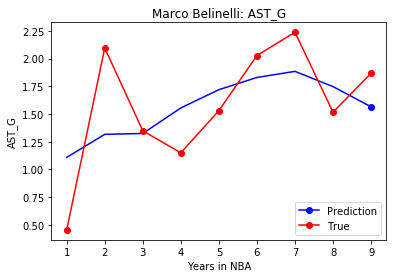 Marco Belinelli: AST_G
2.25
2.00
1.75
1.50
1.25
1.00
0.75
0.50
AST_G
1 2 3 4 5 6 7 8 9
Years in NBA
Prediction
True